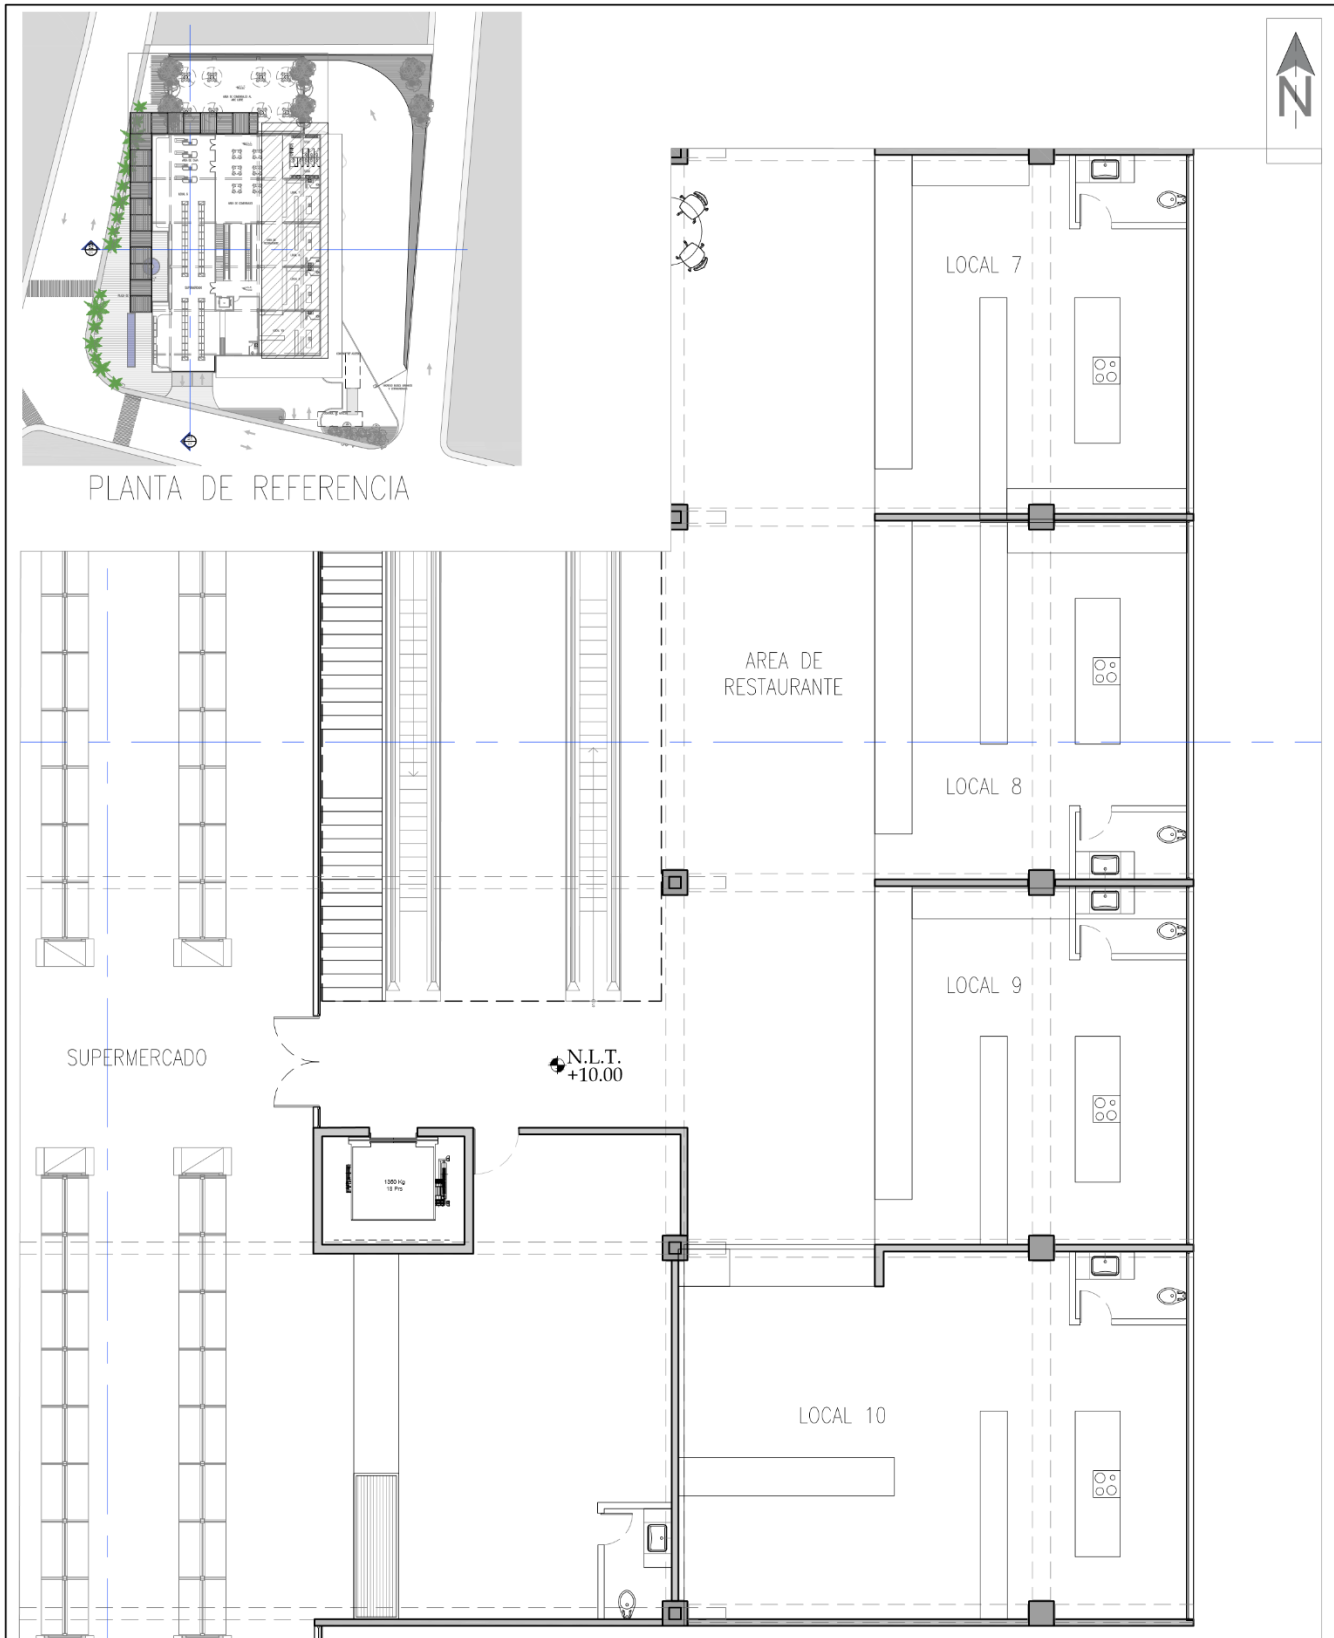 N
PLANTA DE REFERENCIA
LOCAL 7
AREA DE
RESTAURANTE
LOCAL 8
LOCAL 9
SUPERMERCADO
N.L.T.
+10.00
LOCAL 10